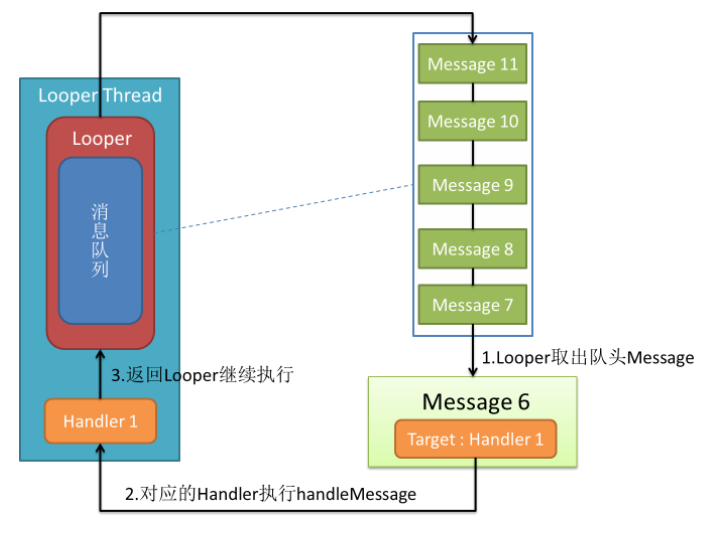 Looper Thread
Looper
消
息
队
列
Message 11
Message 10
Message 9
Message 8
Message 7
1.Looper取出队头Message
Message 6
Target : Handler 1
3.返回Looper继续执行
Handler 1
2.对应的Handler执行handleMessage